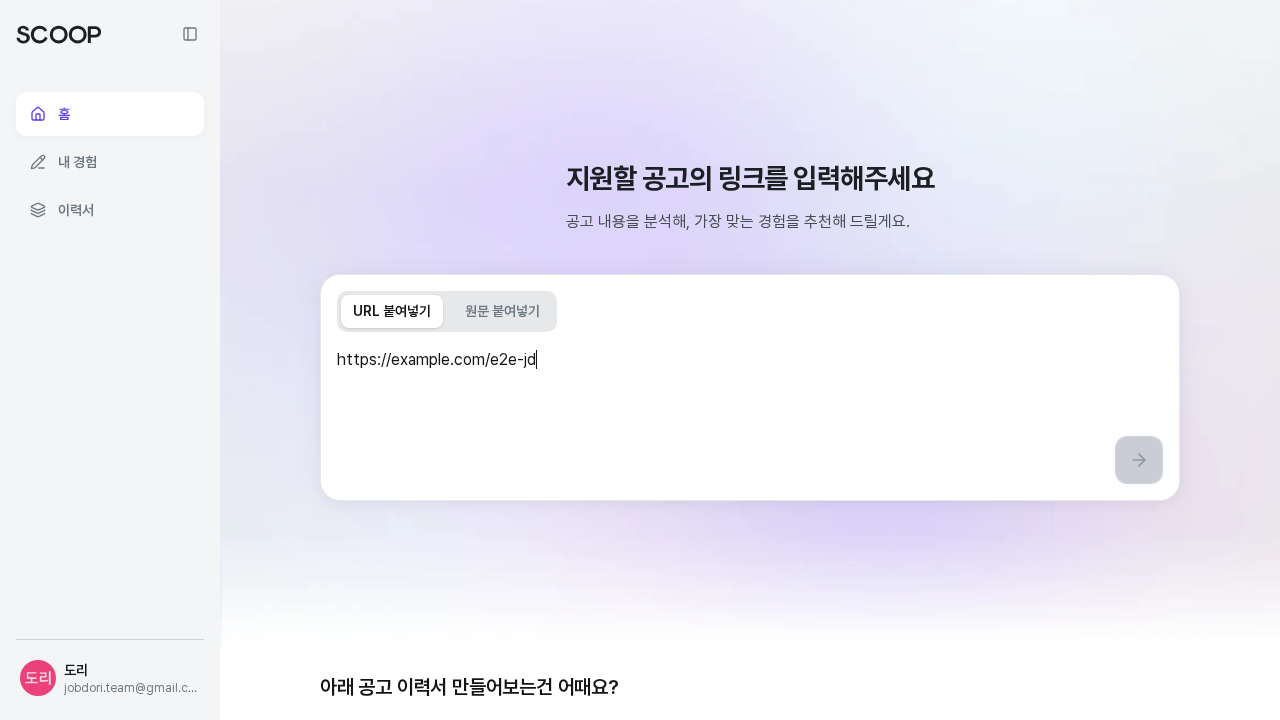 SCOOP
홈
내 경험
이력서
지원할 공고의 링크를 입력해주세요
공고 내용을 분석해, 가장 맞는 경험을 추천해 드릴게요.
URL 붙여넣기
원문 붙여넣기
https://example.com/e2e-jd
도리
도리
jobdori.team@gmail.c...
아래 공고 이력서 만들어보는건 어때요?